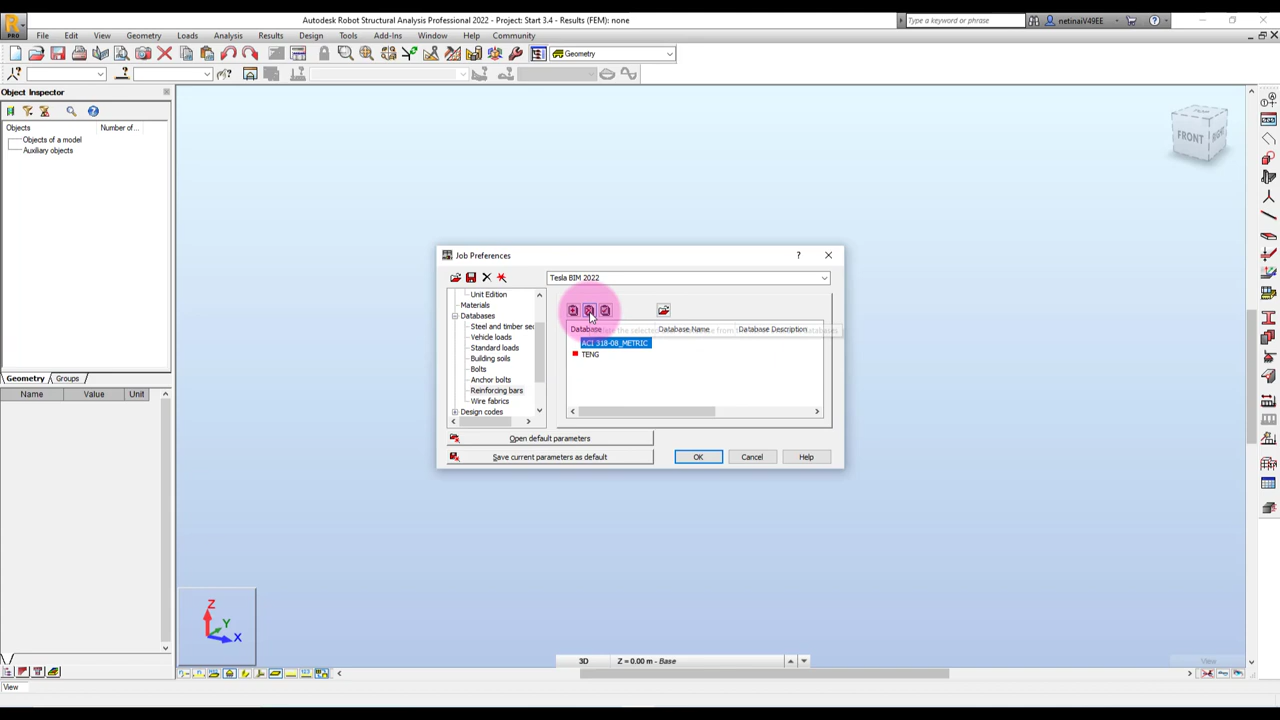 Autodesk Robot Structural Analysis Professional 2022 - Project: Start 3.4 - Results (FEM): none
Type a keyword or phrase
netinaiV49EE
PRO
File Edit View Geometry Loads Analysis Results Design Tools Add-Ins Window Help Community
Geometry
Object Inspector
Objects Number of...
Objects of a model
Auxiliary objects
FRONT
RIGHT
Job Preferences
Tesla BIM 2022
Unit Edition
Materials
Databases
Steel and timber sec
Vehicle loads
Standard loads
Building soils
Bolts
Anchor bolts
Reinforcing bars
Wire fabrics
Design codes
Database Database Name Database Description
ACI 318-08_METRIC
TENG
Open default parameters
Save current parameters as default
OK Cancel Help
Geometry Groups
Name Value Unit
Z
Y
X
3D Z = 0.00 m - Base
View
View